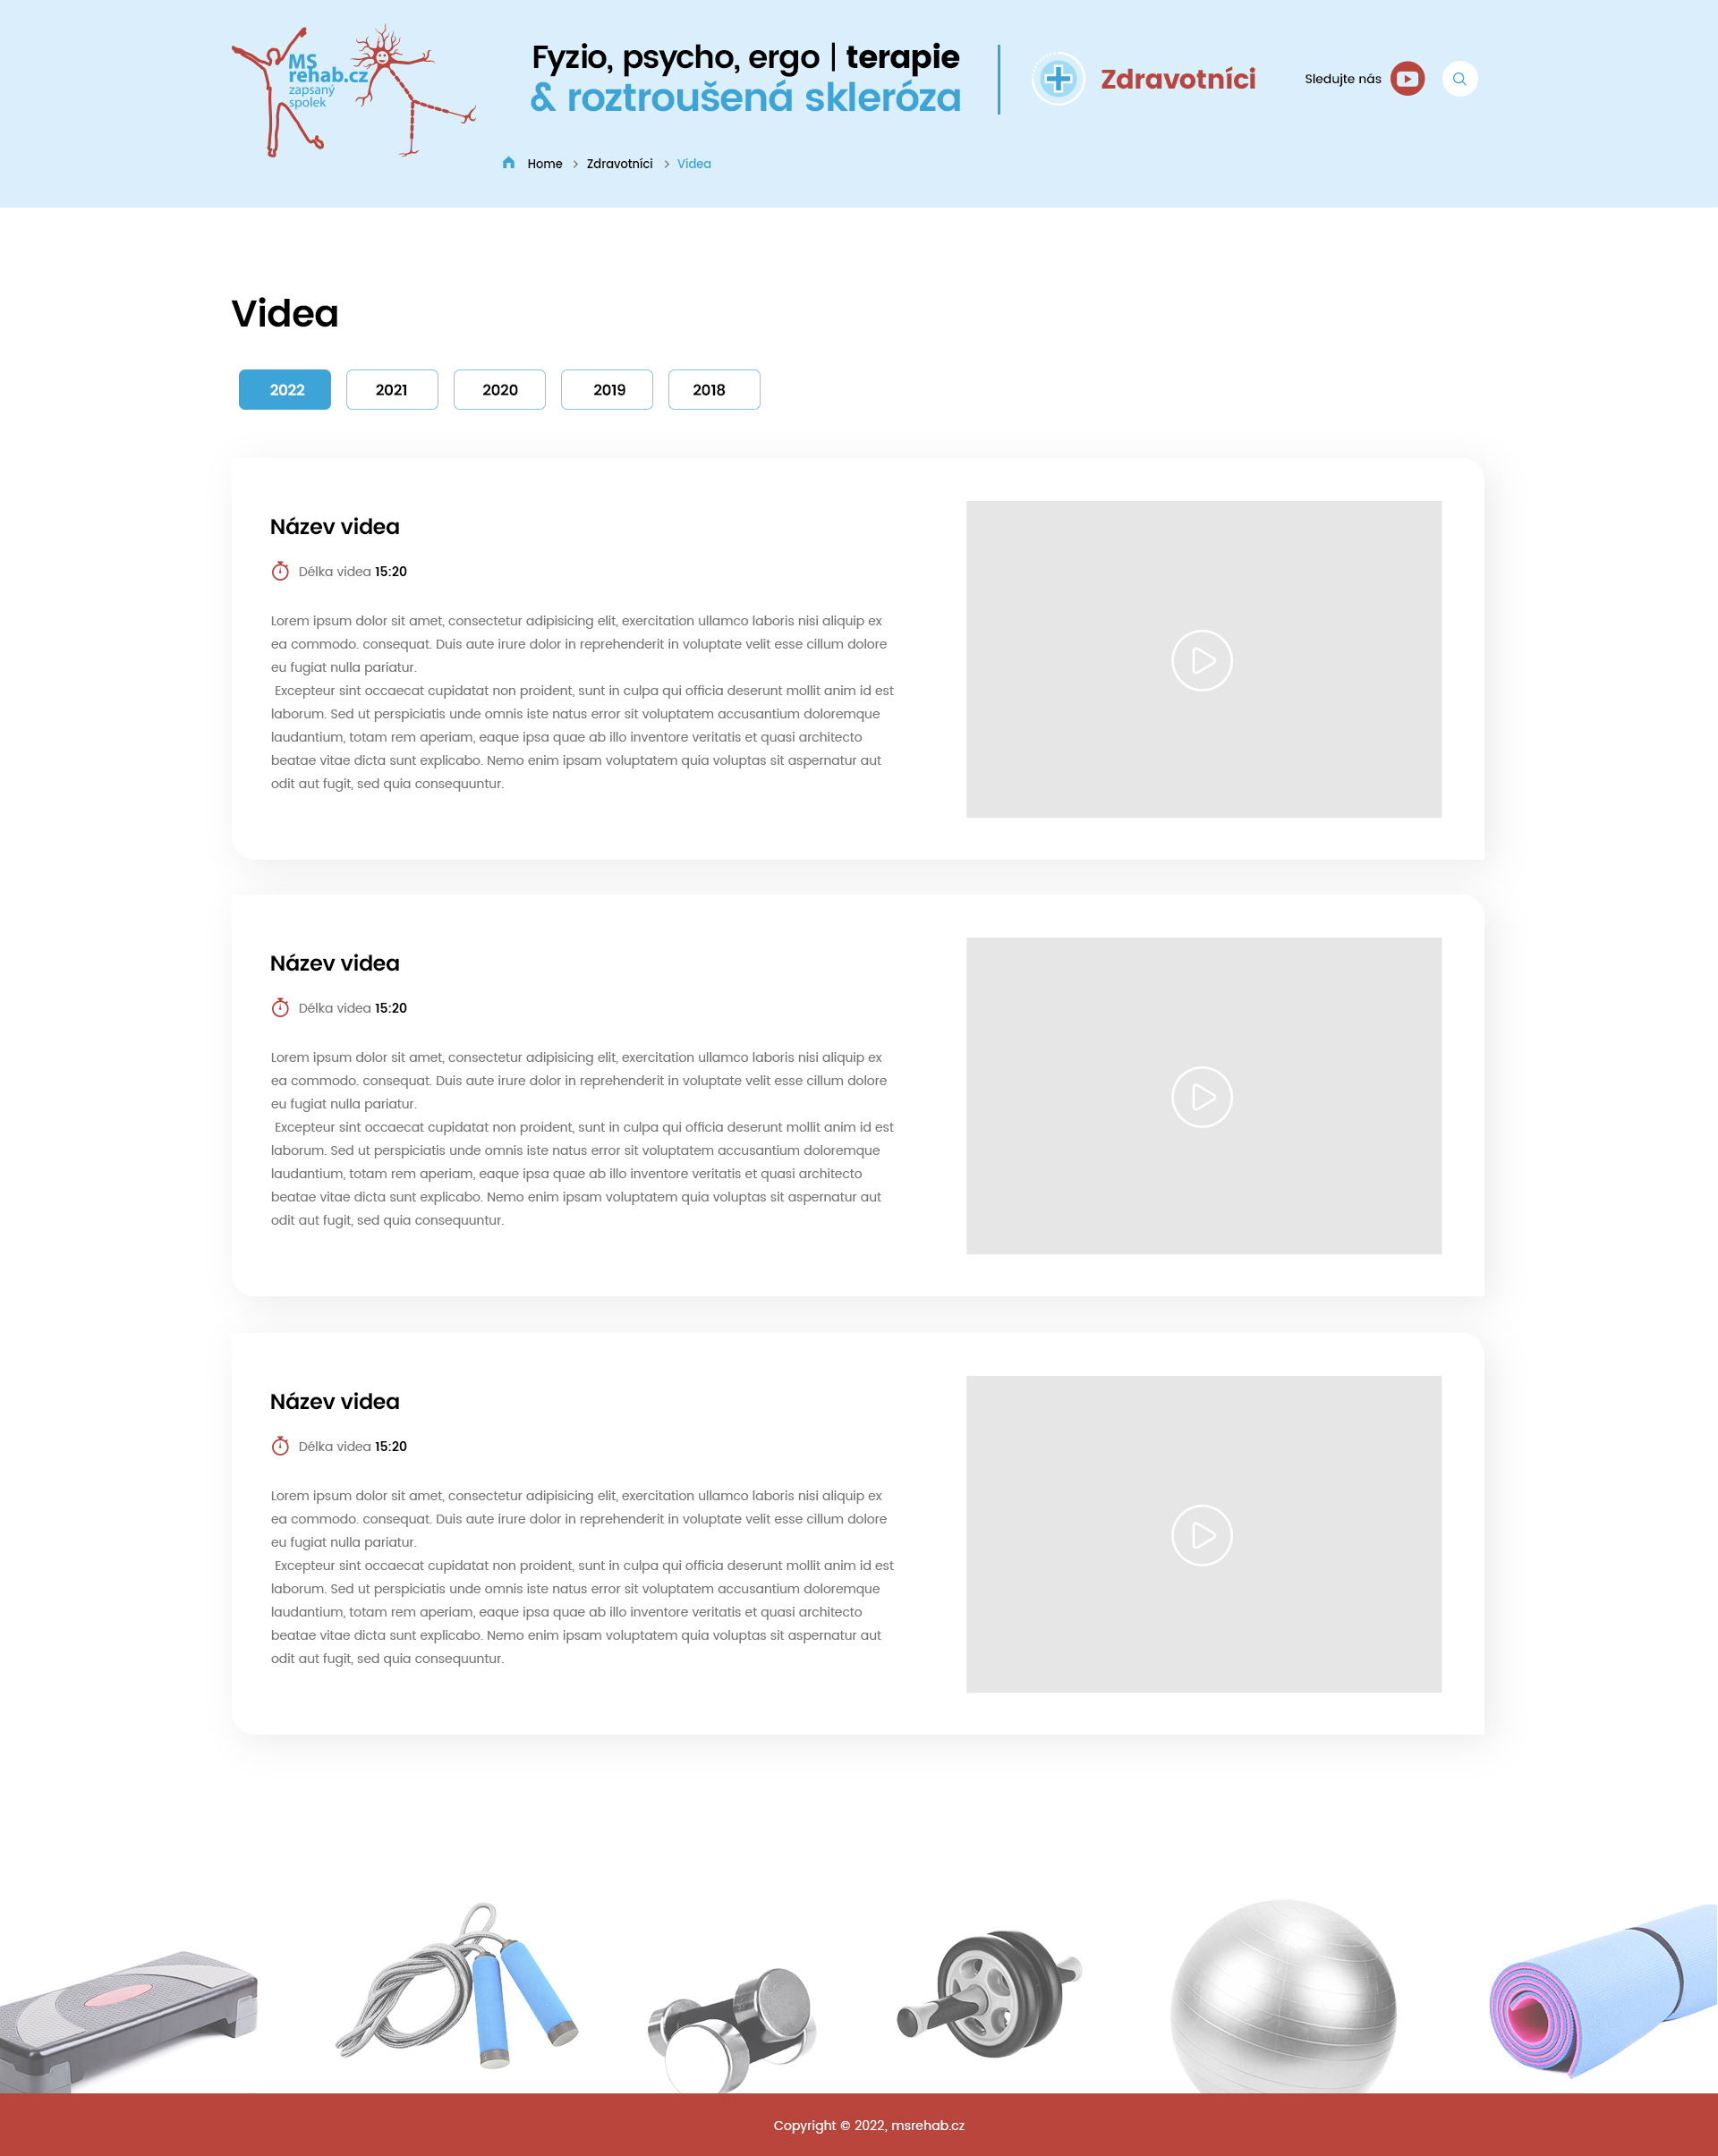 MS
rehab.cz
zapsaný
spolek
Fyzio, psycho, ergo | terapie
& roztroušená skleróza
Zdravotníci
Sledujte nás
Home > Zdravotníci > Videa
Videa
2022 2021 2020 2019 2018
Název videa
Délka videa 15:20
Lorem ipsum dolor sit amet, consectetur adipisicing elit, exercitation ullamco laboris nisi aliquip ex
ea commodo. consequat. Duis aute irure dolor in reprehenderit in voluptate velit esse cillum dolore
eu fugiat nulla pariatur.
Excepteur sint occaecat cupidatat non proident, sunt in culpa qui officia deserunt mollit anim id est
laborum. Sed ut perspiciatis unde omnis iste natus error sit voluptatem accusantium doloremque
laudantium, totam rem aperiam, eaque ipsa quae ab illo inventore veritatis et quasi architecto
beatae vitae dicta sunt explicabo. Nemo enim ipsam voluptatem quia voluptas sit aspernatur aut
odit aut fugit, sed quia consequuntur.
Název videa
Délka videa 15:20
Lorem ipsum dolor sit amet, consectetur adipisicing elit, exercitation ullamco laboris nisi aliquip ex
ea commodo. consequat. Duis aute irure dolor in reprehenderit in voluptate velit esse cillum dolore
eu fugiat nulla pariatur.
Excepteur sint occaecat cupidatat non proident, sunt in culpa qui officia deserunt mollit anim id est
laborum. Sed ut perspiciatis unde omnis iste natus error sit voluptatem accusantium doloremque
laudantium, totam rem aperiam, eaque ipsa quae ab illo inventore veritatis et quasi architecto
beatae vitae dicta sunt explicabo. Nemo enim ipsam voluptatem quia voluptas sit aspernatur aut
odit aut fugit, sed quia consequuntur.
Název videa
Délka videa 15:20
Lorem ipsum dolor sit amet, consectetur adipisicing elit, exercitation ullamco laboris nisi aliquip ex
ea commodo. consequat. Duis aute irure dolor in reprehenderit in voluptate velit esse cillum dolore
eu fugiat nulla pariatur.
Excepteur sint occaecat cupidatat non proident, sunt in culpa qui officia deserunt mollit anim id est
laborum. Sed ut perspiciatis unde omnis iste natus error sit voluptatem accusantium doloremque
laudantium, totam rem aperiam, eaque ipsa quae ab illo inventore veritatis et quasi architecto
beatae vitae dicta sunt explicabo. Nemo enim ipsam voluptatem quia voluptas sit aspernatur aut
odit aut fugit, sed quia consequuntur.
Copyright © 2022, msrehab.cz